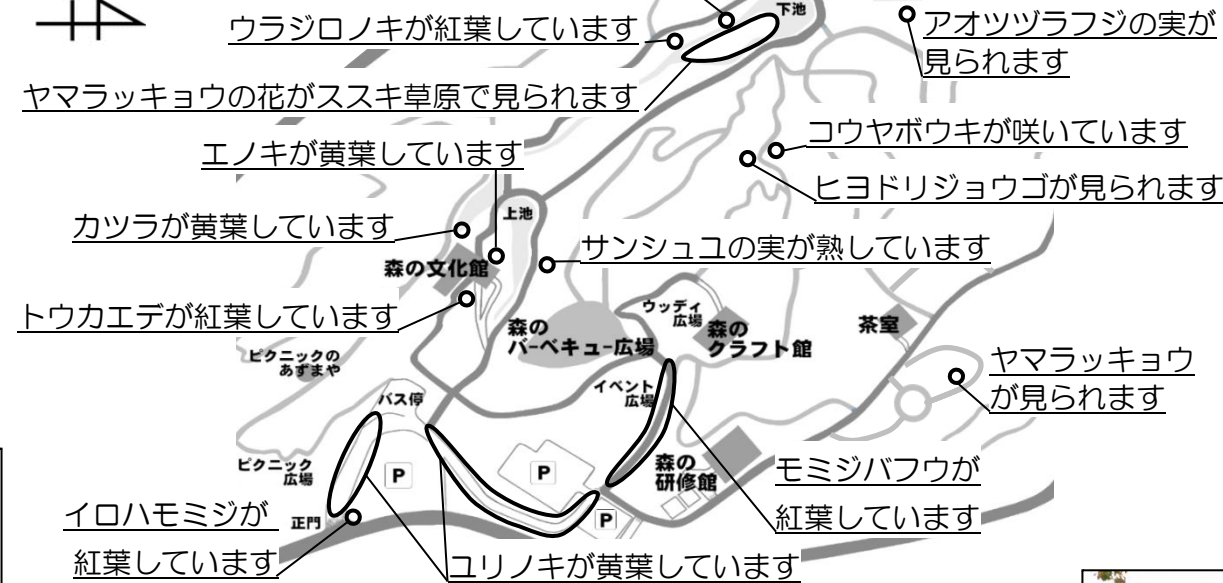 下池
ウラジロノキが紅葉しています
アオツヅラフジの実が
見られます
ヤマラッキョウの花がススキ草原で見られます
コウヤボウキが咲いています
エノキが黄葉しています
ヒヨドリジョウゴが見られます
上池
カツラが黄葉しています
サンシュユの実が熟しています
森の文化館
トウカエデが紅葉しています
ウッディ
広場
森の
クラフト館
茶室
森の
バーベキュー広場
ピクニックの
あずまや
ヤマラッキョウ
が見られます
イベント
広場
バス停
ピクニック
広場
P
P
P
森の
研修館
モミジバフウが
紅葉しています
イロハモミジが
紅葉しています
正門
ユリノキが黄葉しています